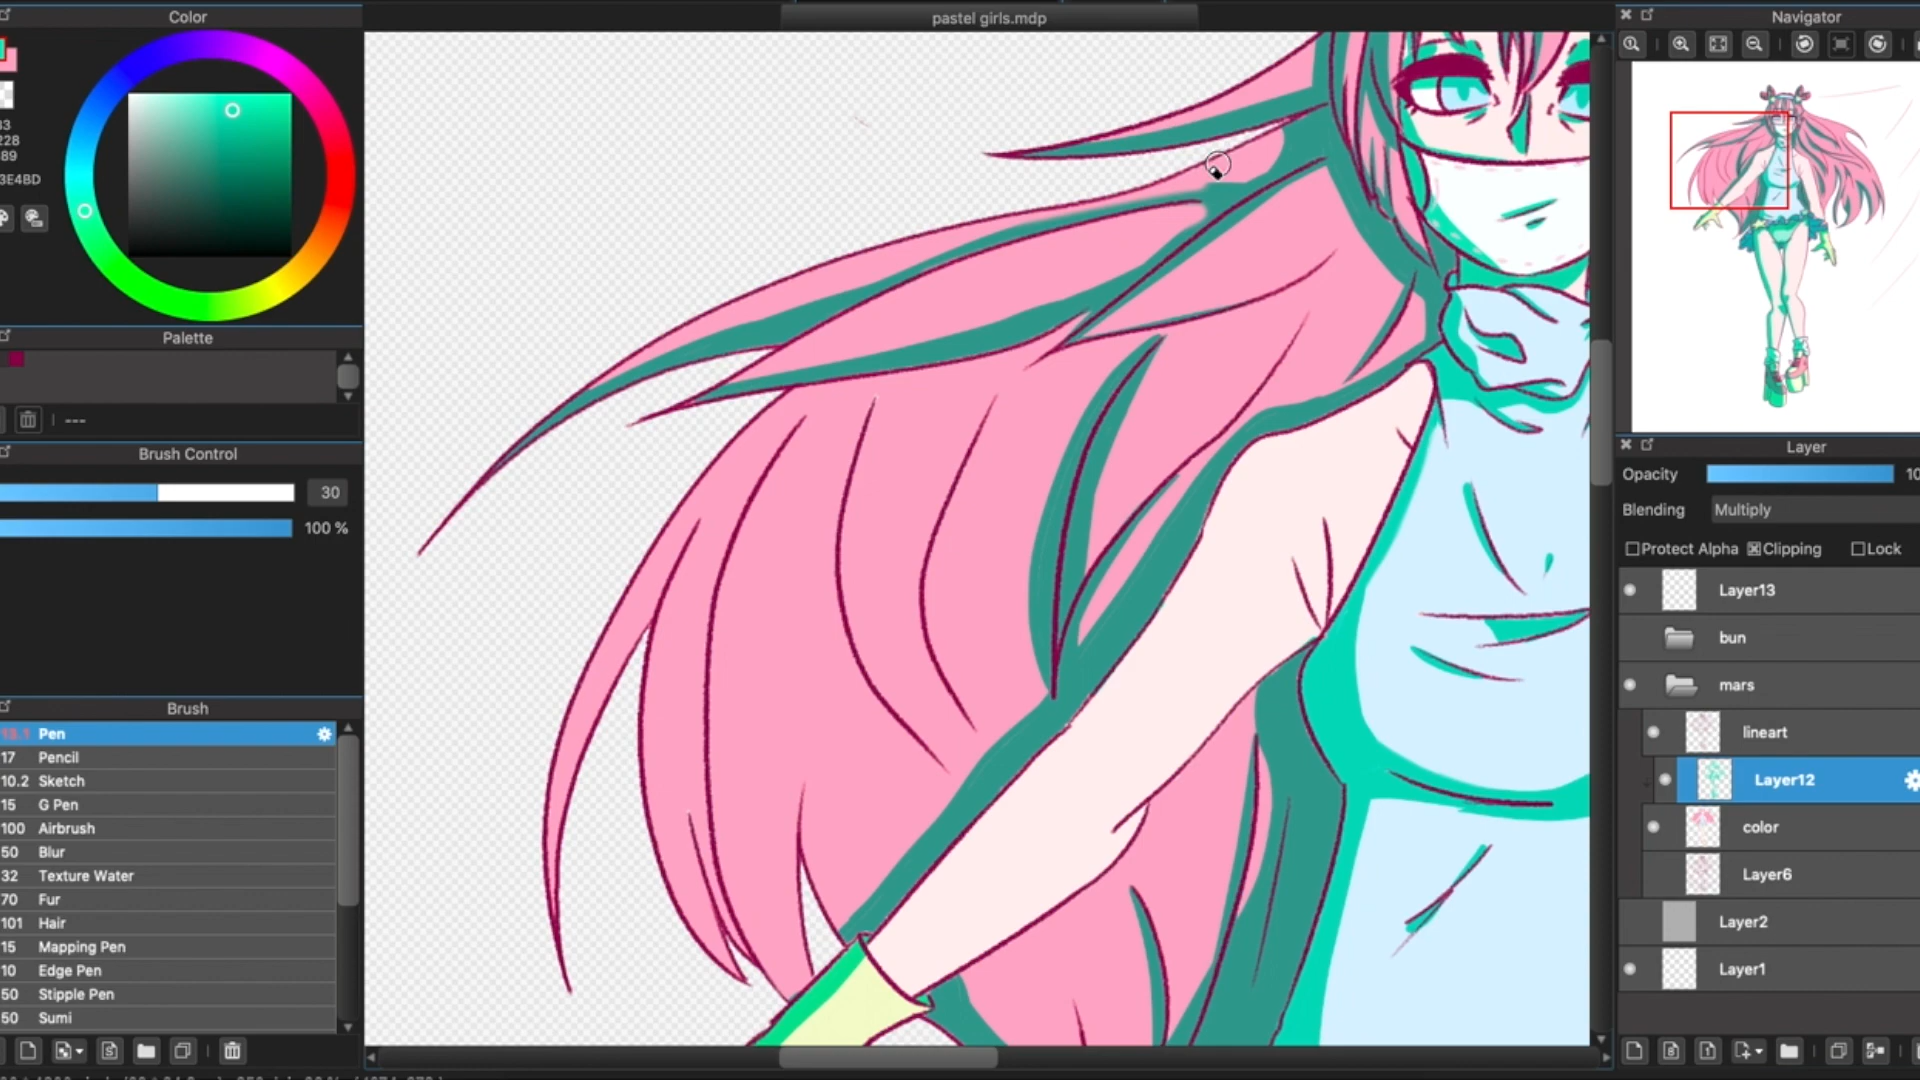 Color
pastel girls.mdp
Navigator
228
89
3E4BD
Palette
---
Brush Control
30
100 %
Brush
Pen
17 Pencil
10.2 Sketch
15 G Pen
100 Airbrush
50 Blur
32 Texture Water
70 Fur
101 Hair
15 Mapping Pen
10 Edge Pen
50 Stipple Pen
50 Sumi
Layer
Opacity 10
Blending Multiply
Protect Alpha Clipping Lock
Layer13
bun
mars
lineart
Layer12
color
Layer6
Layer2
Layer1